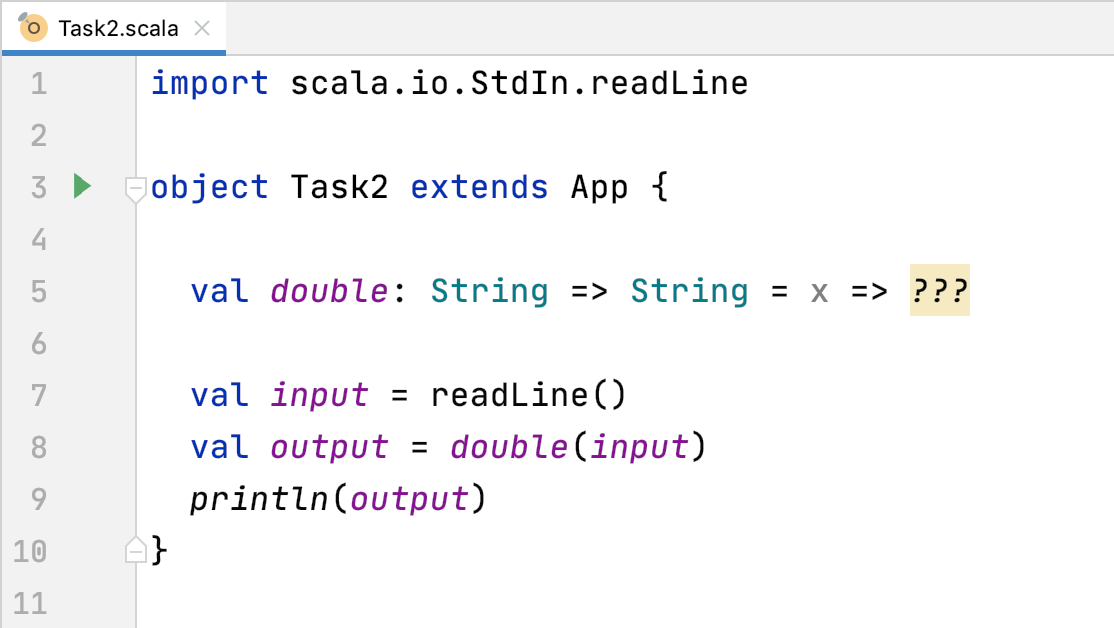 Task2.scala
1 import scala.io.StdIn.readLine
2
3 object Task2 extends App {
4
5   val double: String => String = x => ???
6
7   val input = readLine()
8   val output = double(input)
9   println(output)
10 }
11